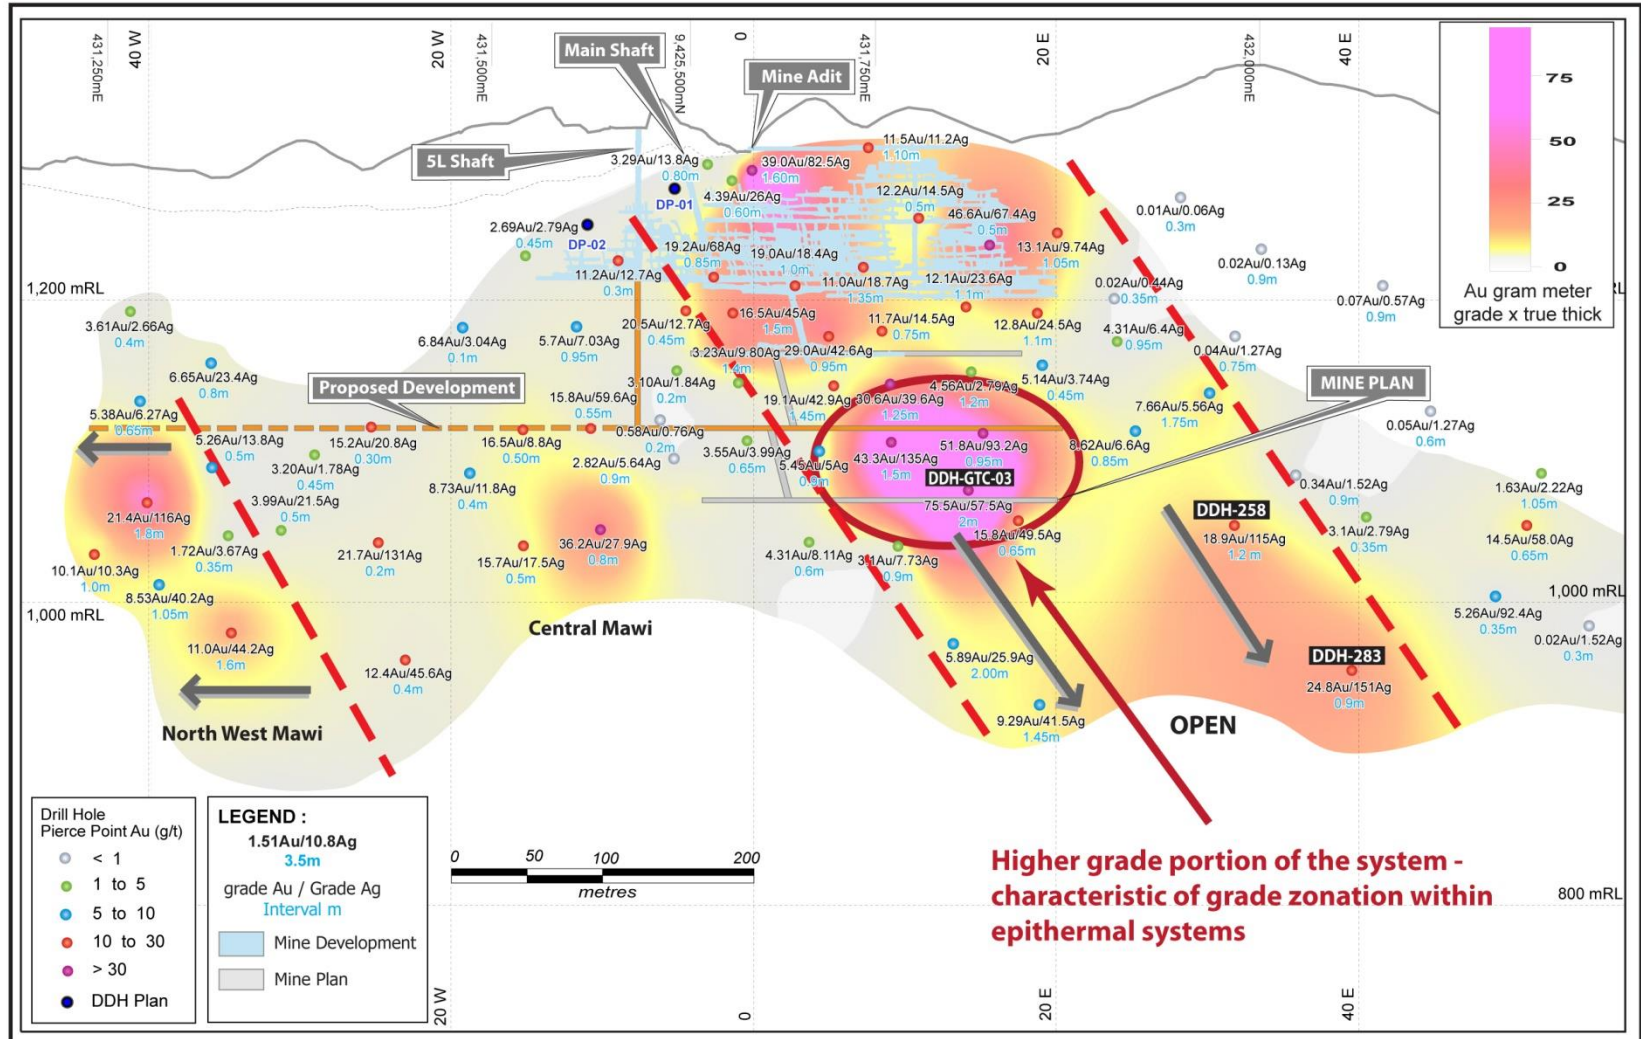 431,250mE
40 W
20 W
431,500mE
9,425,500mN
0
431,750mE
20 E
432,000mE
40 E
Main Shaft
Mine Adit
5L Shaft
75
50
25
0
Au gram meter
grade x true thick
11.5Au/11.2Ag
1.10m
3.29Au/13.8Ag
0.80m
39.0Au/82.5Ag
1.60m
DP-01
4.39Au/26Ag
0.60m
12.2Au/14.5Ag
0.5m
46.6Au/67.4Ag
0.5m
0.01Au/0.06Ag
0.3m
2.69Au/2.79Ag
0.45m
DP-02
19.2Au/68Ag
0.85m
19.0Au/18.4Ag
1.0m
13.1Au/9.74Ag
1.05m
0.02Au/0.13Ag
0.9m
11.2Au/12.7Ag
0.3m
11.0Au/18.7Ag
1.35m
12.1Au/23.6Ag
1.1m
0.02Au/0.44Ag
0.35m
0.07Au/0.57Ag
0.9m
1,200 mRL
3.61Au/2.66Ag
0.4m
6.84Au/3.04Ag
0.1m
5.7Au/7.03Ag
0.95m
20.5Au/12.7Ag
0.45m
16.5Au/45Ag
1.5m
11.7Au/14.5Ag
0.75m
12.8Au/24.5Ag
1.1m
4.31Au/6.4Ag
0.95m
0.04Au/1.27Ag
0.75m
3.23Au/9.80Ag
1.4m
29.0Au/42.6Ag
0.95m
6.65Au/23.4Ag
0.8m
Proposed Development
3.10Au/1.84Ag
0.2m
4.56Au/2.79Ag
1.2m
5.14Au/3.74Ag
0.45m
MINE PLAN
5.38Au/6.27Ag
0.65m
15.8Au/59.6Ag
0.55m
19.1Au/42.9Ag
.45m
30.6Au/39.6Ag
1.25m
7.66Au/5.56Ag
1.75m
5.26Au/13.8Ag
0.5m
15.2Au/20.8Ag
0.30m
16.5Au/8.8Ag
0.50m
0.58Au/0.76Ag
0.2m
51.8Au/93.2Ag
0.95m
8.62Au/6.6Ag
0.85m
0.05Au/1.27Ag
0.6m
3.20Au/1.78Ag
0.45m
2.82Au/5.64Ag
0.9m
3.55Au/3.99Ag
0.65m
5.45Au/5Ag
0.9m
43.3Au/135Ag
1.5m
DDH-GTC-03
75.5Au/57.5Ag
2m
0.34Au/1.52Ag
0.9m
1.63Au/2.22Ag
1.05m
3.99Au/21.5Ag
0.5m
8.73Au/11.8Ag
0.4m
21.4Au/116Ag
1.8m
DDH-258
18.9Au/115Ag
1.2 m
3.1Au/2.79Ag
0.35m
14.5Au/58.0Ag
0.65m
1.72Au/3.67Ag
0.35m
21.7Au/131Ag
0.2m
15.7Au/17.5Ag
0.5m
36.2Au/27.9Ag
0.8m
4.31Au/8.11Ag
0.6m
3.1Au/7.73Ag
0.9m
15.8Au/49.5Ag
0.65m
10.1Au/10.3Ag
1.0m
8.53Au/40.2Ag
1.05m
1,000 mRL
1,000 mRL
5.26Au/92.4Ag
0.35m
Central Mawi
11.0Au/44.2Ag
1.6m
12.4Au/45.6Ag
0.4m
5.89Au/25.9Ag
2.00m
0.02Au/1.52Ag
0.3m
DDH-283
24.8Au/151Ag
0.9m
9.29Au/41.5Ag
1.45m
OPEN
North West Mawi
Drill Hole
Pierce Point Au (g/t)
< 1
1 to 5
5 to 10
10 to 30
> 30
DDH Plan
LEGEND :
1.51Au/10.8Ag
3.5m
grade Au / Grade Ag
Interval m
Mine Development
Mine Plan
0 50 100 200
metres
Higher grade portion of the system -
characteristic of grade zonation within
epithermal systems
800 mRL
800 mRL
20 W
0
20 E
40 E